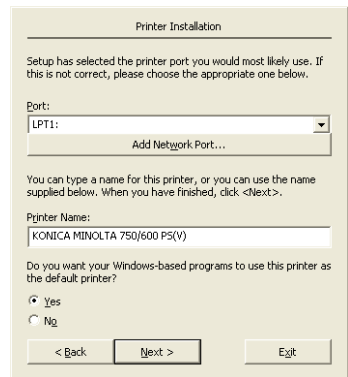 Printer Installation
Setup has selected the printer port you would most likely use. If
this is not correct, please choose the appropriate one below.
Port:
LPT1:
Add Network Port...
You can type a name for this printer, or you can use the name
supplied below. When you have finished, click <Next>.
Printer Name:
KONICA MINOLTA 750/600 PS(V)
Do you want your Windows-based programs to use this printer as
the default printer?
Yes
No
< Back Next > Exit